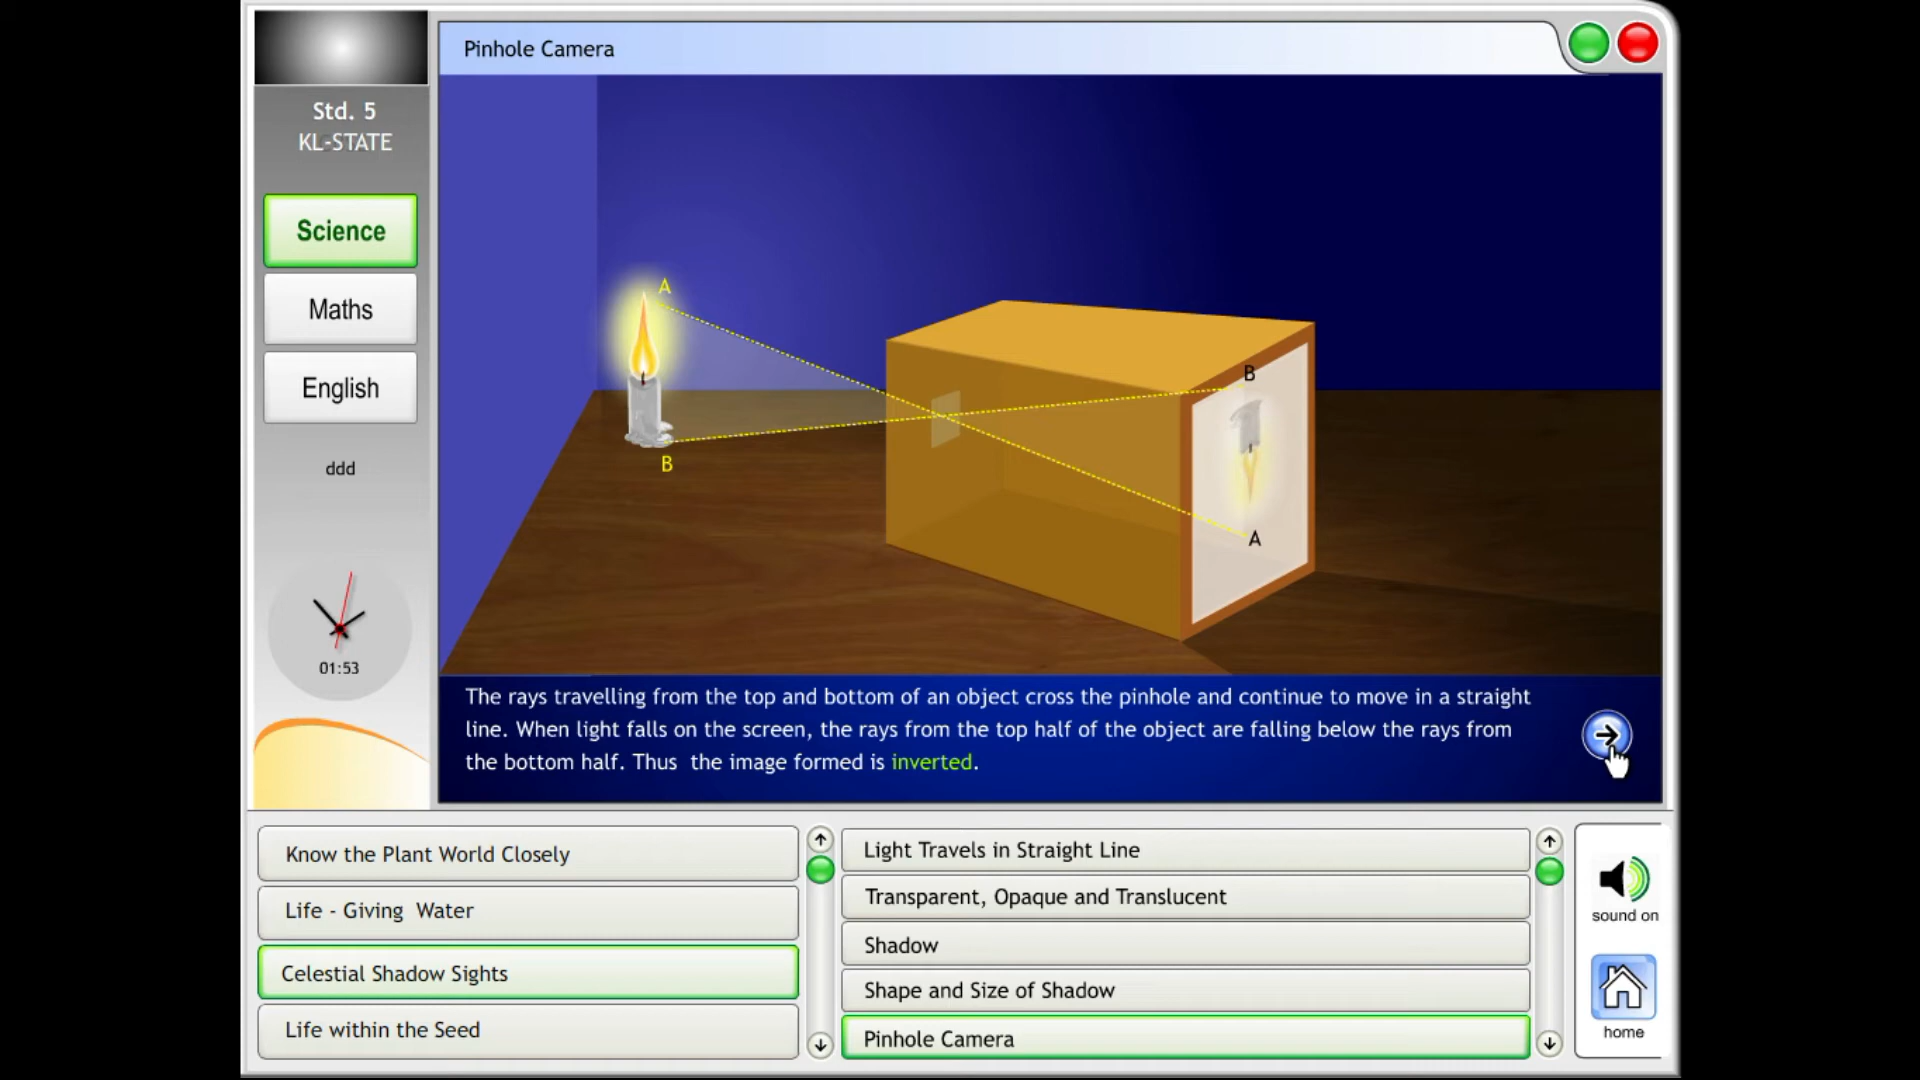 Pinhole Camera
Std. 5
KL-STATE
Science
Maths
English
ddd
01:53
A
B
B
A
The rays travelling from the top and bottom of an object cross the pinhole and continue to move in a straight
line. When light falls on the screen, the rays from the top half of the object are falling below the rays from
the bottom half. Thus the image formed is inverted.
Know the Plant World Closely
Life - Giving Water
Celestial Shadow Sights
Life within the Seed
Light Travels in Straight Line
Transparent, Opaque and Translucent
Shadow
Shape and Size of Shadow
Pinhole Camera
sound on
home